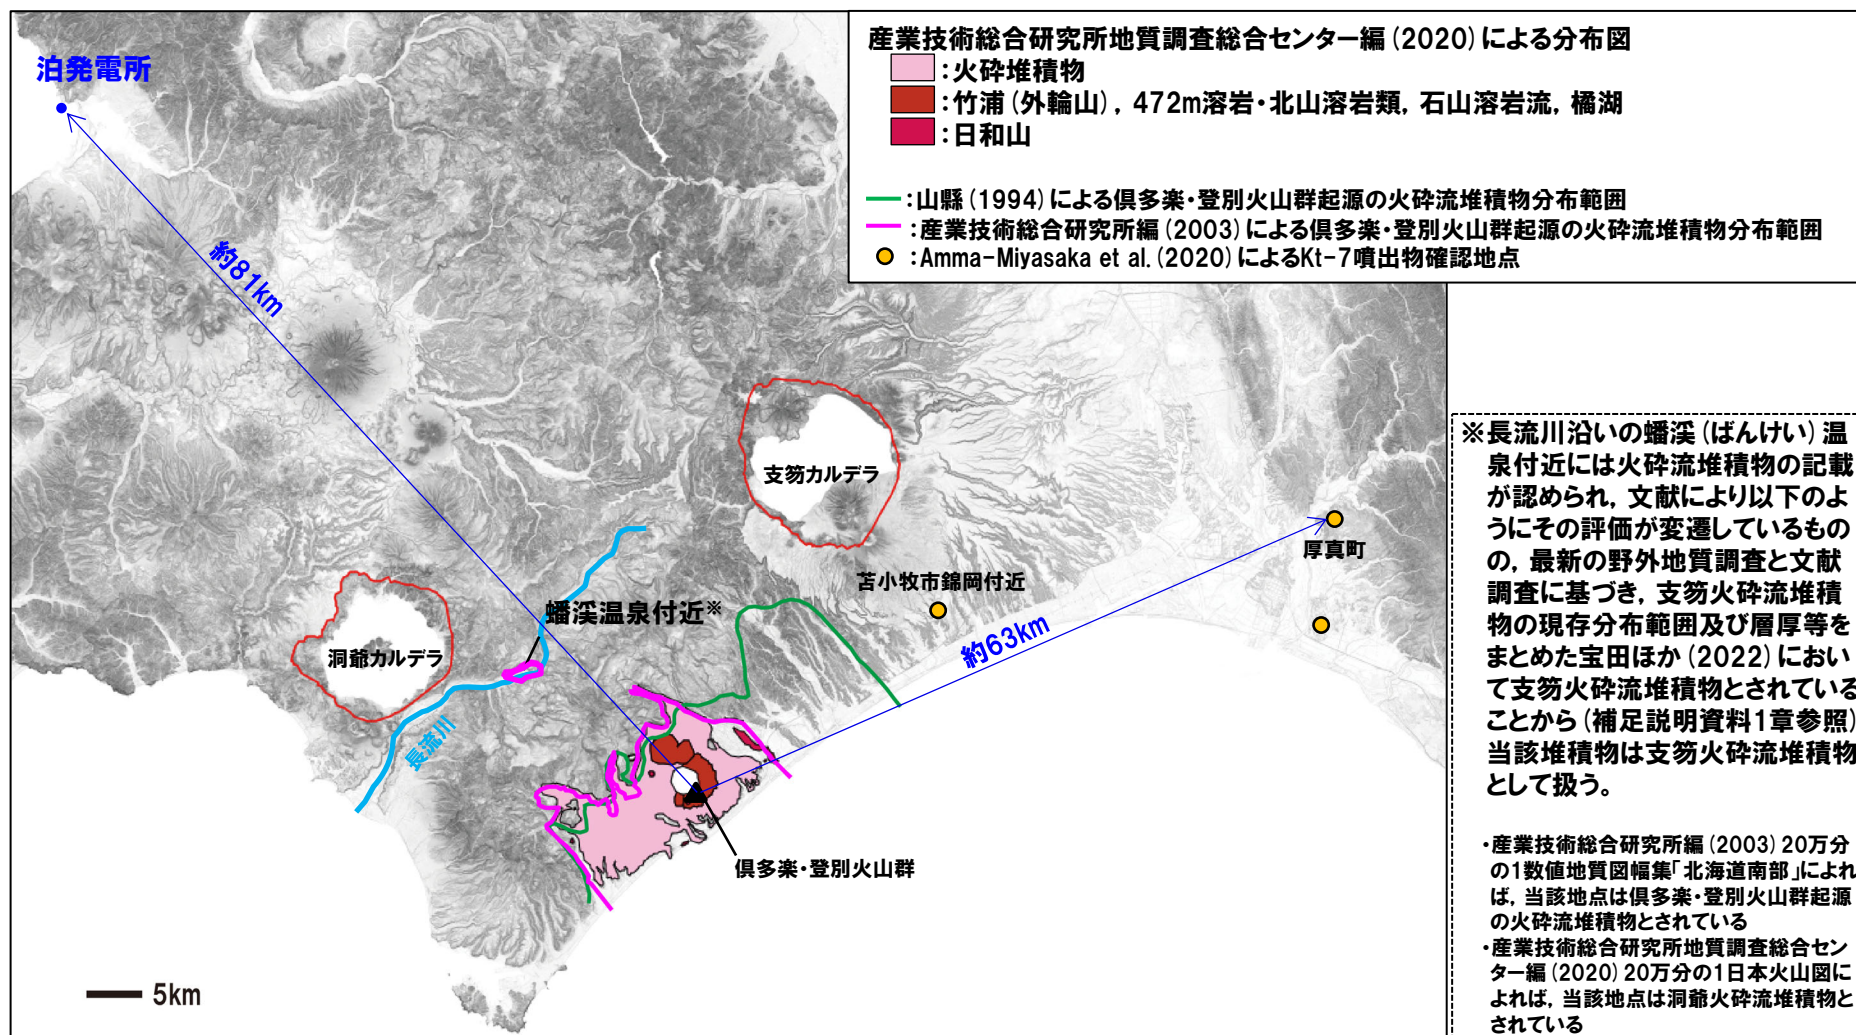 産業技術総合研究所地質調査総合センター編(2020)による分布図
：火砕堆積物
：竹浦(外輪山)，472m溶岩・北山溶岩類，石山溶岩流，橘湖
：日和山
：山縣(1994)による倶多楽・登別火山群起源の火砕流堆積物分布範囲
：産業技術総合研究所編(2003)による倶多楽・登別火山群起源の火砕流堆積物分布範囲
：Amma-Miyasaka et al.(2020)によるKt-7噴出物確認地点
泊発電所
約81km
支笏カルデラ
厚真町
苫小牧市錦岡付近
蟠渓温泉付近※
約63km
洞爺カルデラ
長流川
倶多楽・登別火山群
5km
※長流川沿いの蟠渓(ばんけい)温
泉付近には火砕流堆積物の記載
が認められ，文献により以下のよ
うにその評価が変遷しているもの
の，最新の野外地質調査と文献
調査に基づき，支笏火砕流堆積
物の現存分布範囲及び層厚等を
まとめた宝田ほか(2022)におい
て支笏火砕流堆積物とされている
ことから(補足説明資料1章参照)
当該堆積物は支笏火砕流堆積物
として扱う。
・産業技術総合研究所編(2003)20万分
の1数値地質図幅集「北海道南部」によれ
ば，当該地点は倶多楽・登別火山群起源
の火砕流堆積物とされている
・産業技術総合研究所地質調査総合セン
ター編(2020)20万分の1日本火山図に
よれば，当該地点は洞爺火砕流堆積物と
されている